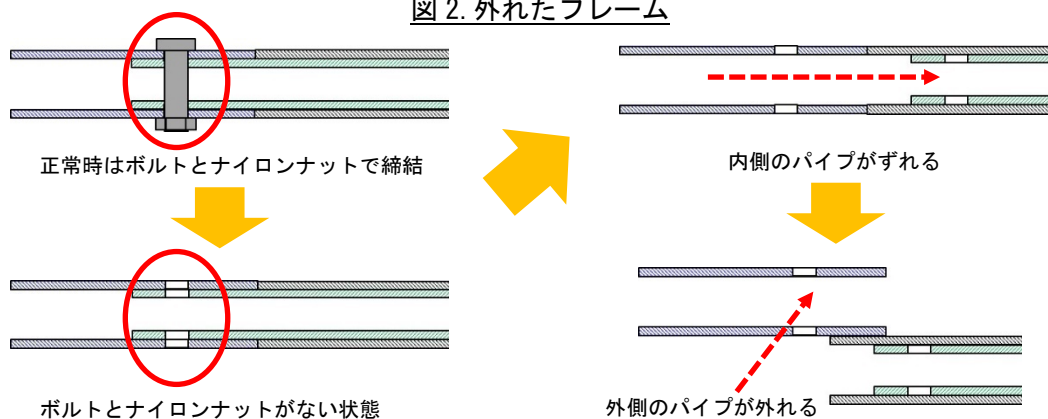 図 2. 外れたフレーム
正常時はボルトとナイロンナットで締結
内側のパイプがずれる
ボルトとナイロンナットがない状態
外側のパイプが外れる